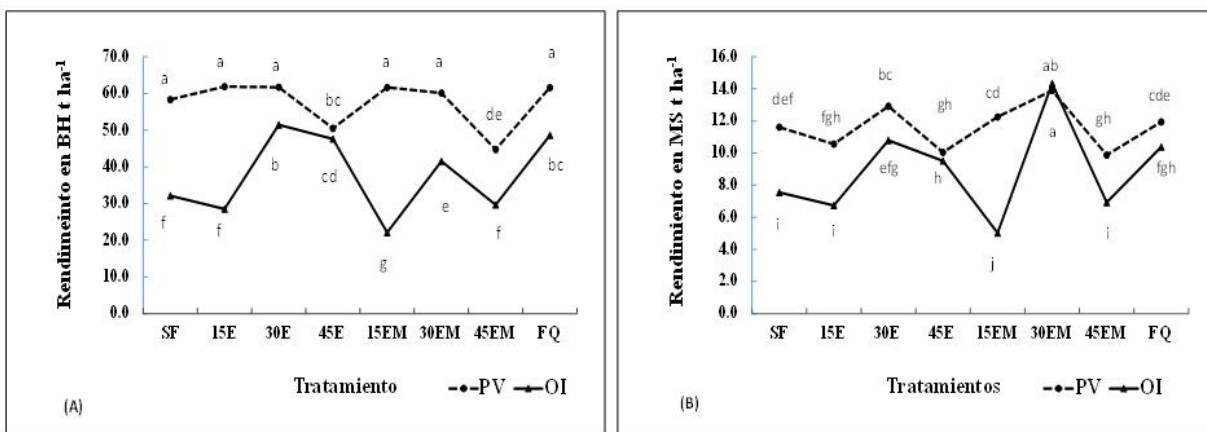 Rendimeinto en BH t ha-1
70.0
60.0
50.0
40.0
30.0
20.0
10.0
0.0
a a a bc a a de a
f f b cd g e f bc
SF 15E 30E 45E 15EM 30EM 45EM FQ
Tratamiento PV OI
(A)
Rendimiento en MS t ha-1
16.0
14.0
12.0
10.0
8.0
6.0
4.0
2.0
0.0
def fgh bc gh cd ab gh cde
i i efg h j a i fgh
SF 15E 30E 45E 15EM 30EM 45EM FQ
Tratamientos PV OI
(B)